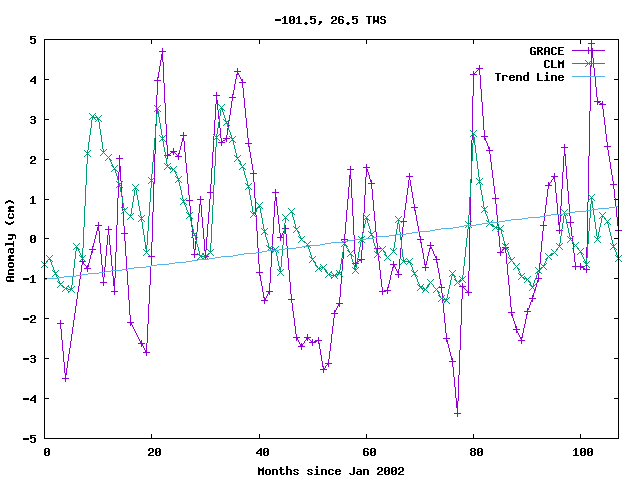 -101.5, 26.5 TWS
GRACE
CLM
Trend Line
5
4
3
2
1
0
-1
-2
-3
-4
-5
Anomaly (cm)
0 20 40 60 80 100
Months since Jan 2002